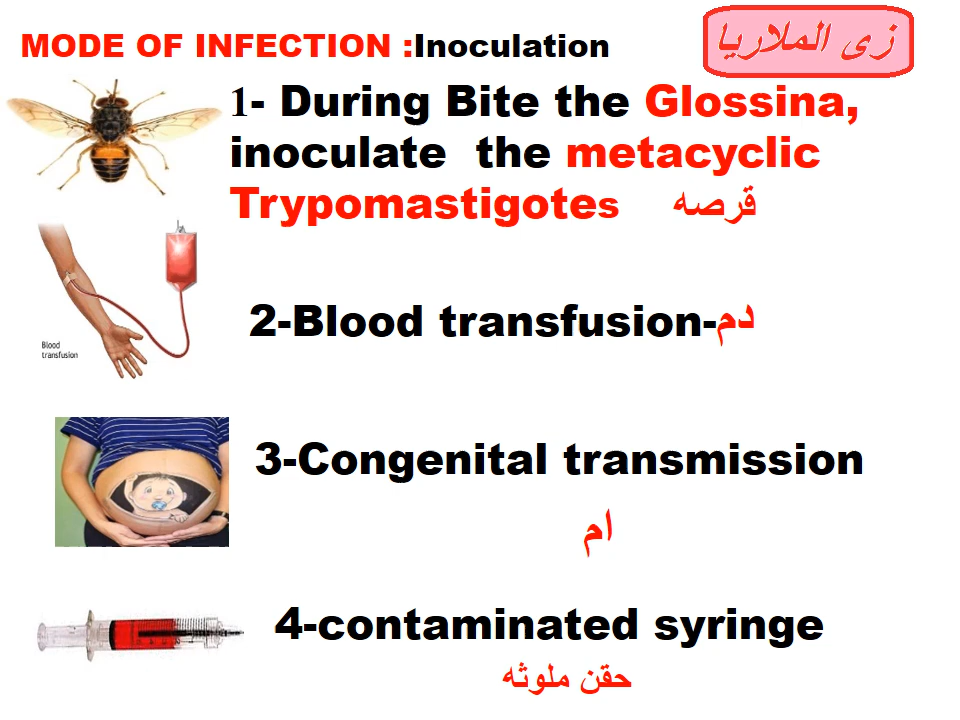 MODE OF INFECTION :Inoculation
زى الملاريا
1- During Bite the Glossina,
inoculate the metacyclic
Trypomastigotes قرصه
2-Blood transfusion-دم
Blood
transfusion
3-Congenital transmission
ام
4-contaminated syringe
حقن ملوثه